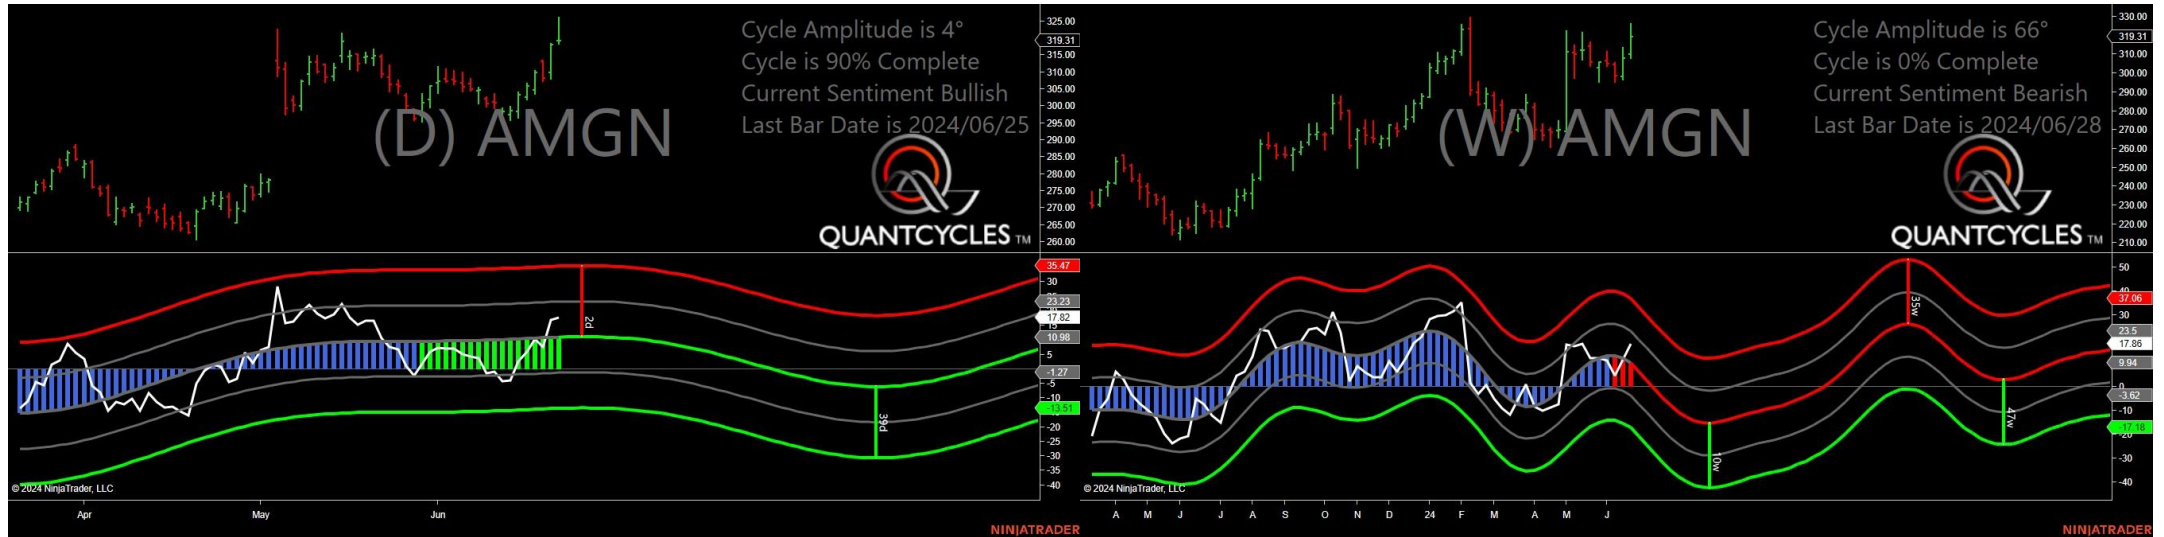 Cycle Amplitude is 4°
Cycle is 90% Complete
Current Sentiment Bullish
Last Bar Date is 2024/06/25
(D) AMGN
QUANTCYCLES TM
325.00
319.31
315.00
310.00
305.00
300.00
295.00
290.00
285.00
280.00
275.00
270.00
265.00
260.00
35.47
30
23.23
17.82
15
10.98
5
-1.27
-5
-10
-13.51
-20
-25
-30
-35
-40
2d
39d
© 2024 NinjaTrader, LLC
Apr May Jun
NINJATRADER
Cycle Amplitude is 66°
Cycle is 0% Complete
Current Sentiment Bearish
Last Bar Date is 2024/06/28
(W) AMGN
QUANTCYCLES TM
330.00
319.31
310.00
300.00
290.00
280.00
270.00
260.00
250.00
240.00
230.00
220.00
210.00
50
40
37.06
30
23.5
17.86
9.94
0
-3.62
-10
-17.18
-20
-30
-40
35w
10w
47w
© 2024 NinjaTrader, LLC
A M J J A S O N D 24 F M A M J
NINJATRADER